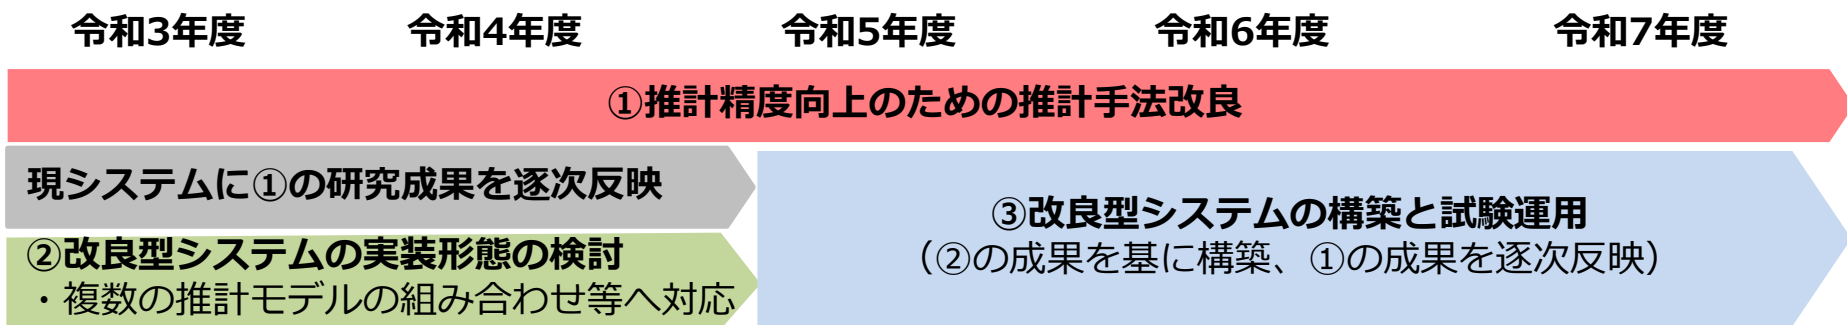 令和3年度 令和4年度 令和5年度 令和6年度 令和7年度
①推計精度向上のための推計手法改良
現システムに①の研究成果を逐次反映
②改良型システムの実装形態の検討
・複数の推計モデルの組み合わせ等へ対応
③改良型システムの構築と試験運用
（②の成果を基に構築、①の成果を逐次反映）